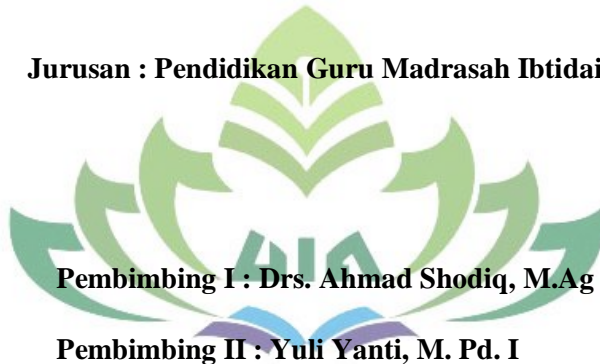 Jurusan : Pendidikan Guru Madrasah Ibtidai
Pembimbing I : Drs. Ahmad Shodiq, M.Ag
Pembimbing II : Yuli Yanti, M. Pd. I